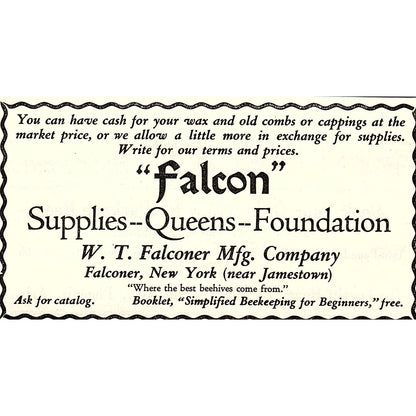 You can have cash for your wax and old combs or cappings at the
market price, or we allow a little more in exchange for supplies.
Write for our terms and prices.
“Falcon”
Supplies--Queens--Foundation
W. T. Falconer Mfg. Company
Falconer, New York (near Jamestown)
“Where the best beehives come from.”
Ask for catalog. Booklet, “Simplified Beekeeping for Beginners,” free.